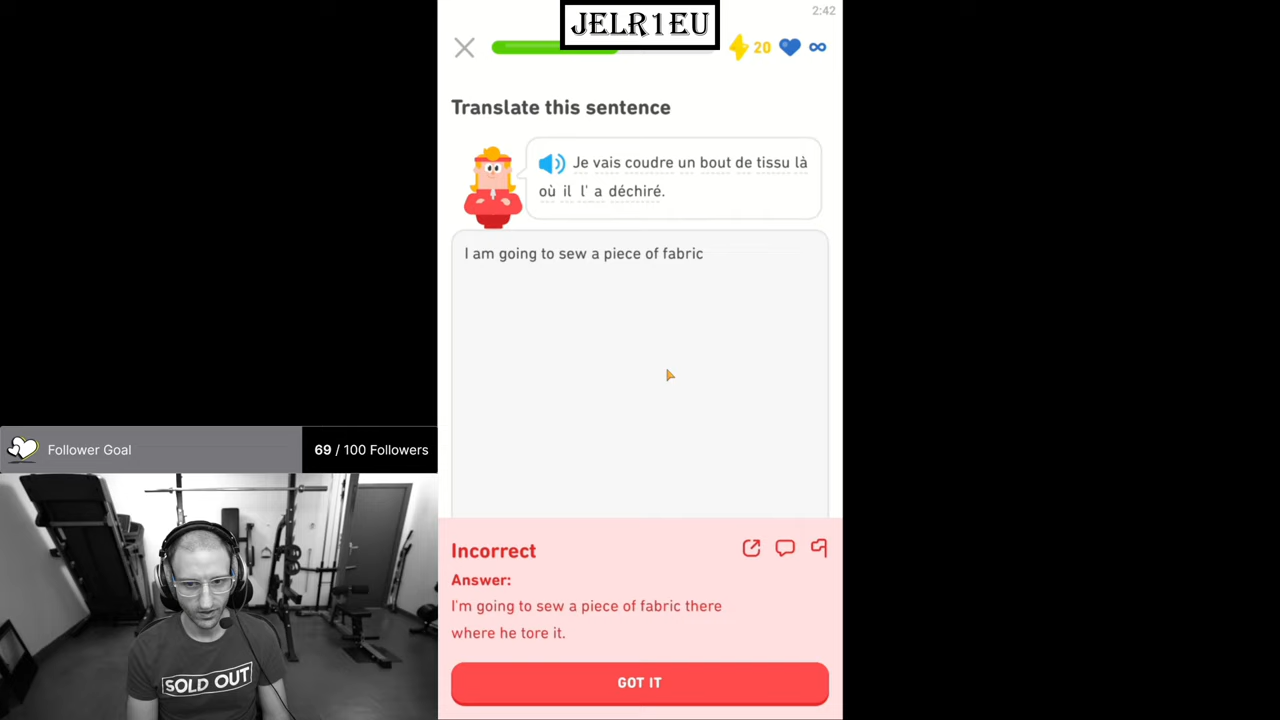 JELR1EU
2:42
20
Translate this sentence
Je vais coudre un bout de tissu là
où il l' a déchiré.
I am going to sew a piece of fabric
Follower Goal
69 / 100 Followers
SOLD OUT
Incorrect
Answer:
I'm going to sew a piece of fabric there
where he tore it.
GOT IT